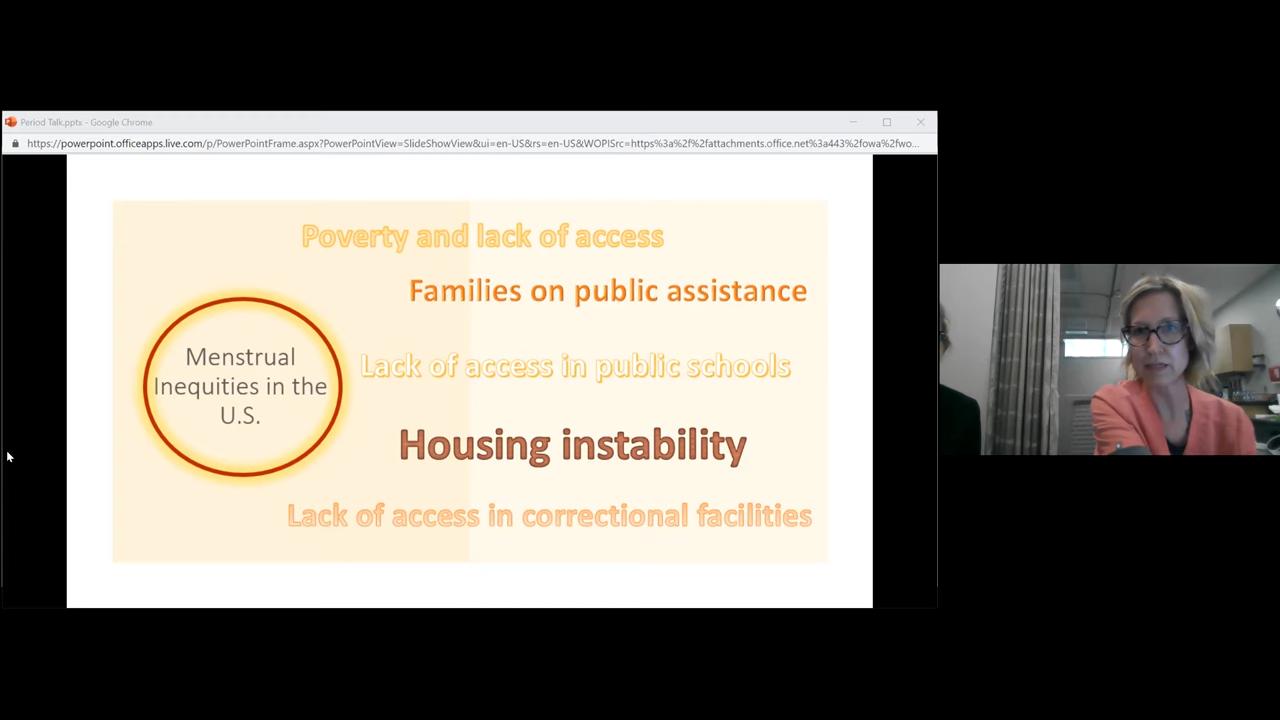 Period Talk.pptx - Google Chrome
https://powerpoint.officeapps.live.com/p/PowerPointFrame.aspx?PowerPointView=SlideShowView&ui=en-US&rs=en-US&WOPISrc=https%3a%2f%2fattachments.office.net%3a443%2fowa%2fwo...
Poverty and lack of access
Families on public assistance
Menstrual
Inequities in the
U.S.
Lack of access in public schools
Housing instability
Lack of access in correctional facilities